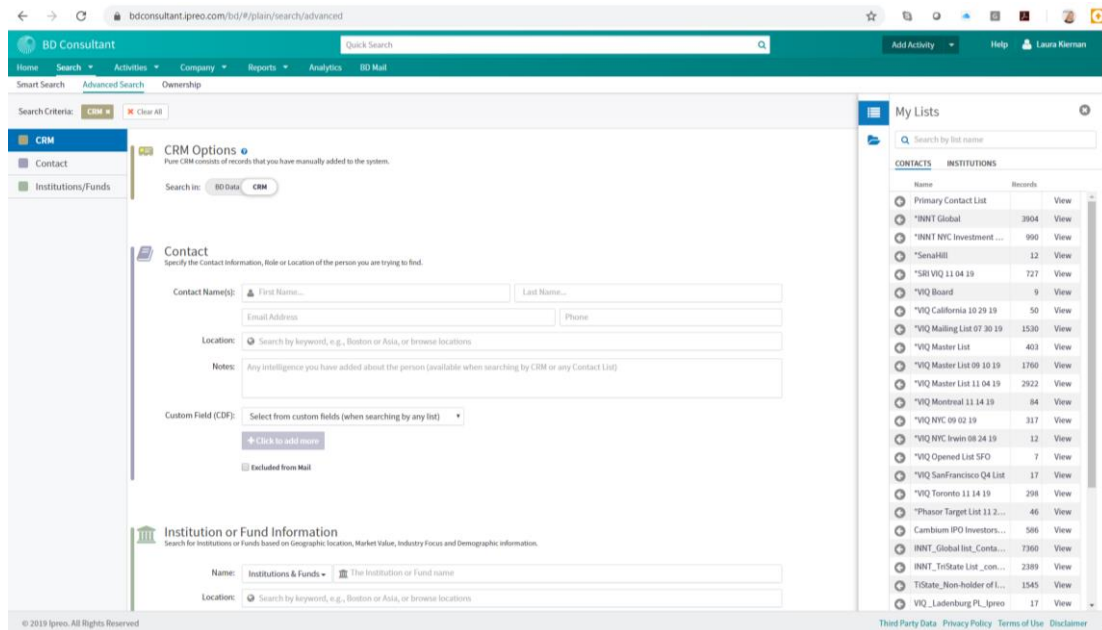 bdconsultant.ipreo.com/bd/#/plain/search/advanced
BD Consultant
Quick Search
Add Activity
Help
Laura Kiernan
Home Search Activities Company Reports Analytics BD Mail
Smart Search Advanced Search Ownership
Search Criteria: CRM × × Clear All
CRM
Contact
Institutions/Funds
CRM Options
Pure CRM consists of records that you have manually added to the system.
Search in: BD Data CRM
Contact
Specify the Contact Information, Role or Location of the person you are trying to find.
Contact Name(s): First Name... Last Name...
Email Address Phone
Location: Search by keyword, e.g., Boston or Asia, or browse locations
Notes: Any intelligence you have added about the person (available when searching by CRM or any Contact List)
Custom Field (CDF): Select from custom fields (when searching by any list)
+ Click to add more
Excluded from Mail
Institution or Fund Information
Search for Institutions or Funds based on Geographic location, Market Value, Industry Focus and Demographic information.
Name: Institutions & Funds The Institution or Fund name
Location: Search by keyword, e.g., Boston or Asia, or browse locations
My Lists
Search by list name
CONTACTS INSTITUTIONS
Name Records
Primary Contact List View
*INNT Global 3904 View
*INNT NYC Investment ... 990 View
*SenaHill 12 View
*SRI VIQ 11 04 19 727 View
*VIQ Board 9 View
*VIQ California 10 29 19 50 View
*VIQ Mailing List 07 30 19 1530 View
*VIQ Master List 403 View
*VIQ Master List 09 10 19 1760 View
*VIQ Master List 11 04 19 2922 View
*VIQ Montreal 11 14 19 84 View
*VIQ NYC 09 02 19 317 View
*VIQ NYC Irwin 08 24 19 12 View
*VIQ Opened List SFO 7 View
*VIQ SanFrancisco Q4 List 17 View
*VIQ Toronto 11 14 19 298 View
*Phasor Target List 11 2... 46 View
Cambium IPO Investors... 586 View
INNT_Global list_Conta... 7360 View
INNT_TriState List _con... 2389 View
TiState_Non-holder of I... 1545 View
VIQ _Ladenburg PL_Ipreo 17 View
© 2019 Ipreo. All Rights Reserved
Third Party Data Privacy Policy Terms of Use Disclaimer